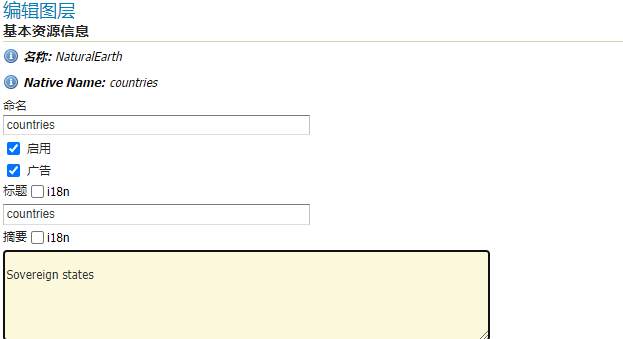 编辑图层
基本资源信息
名称: NaturalEarth
Native Name: countries
命名
countries
启用
广告
标题 i18n
countries
摘要 i18n
Sovereign states